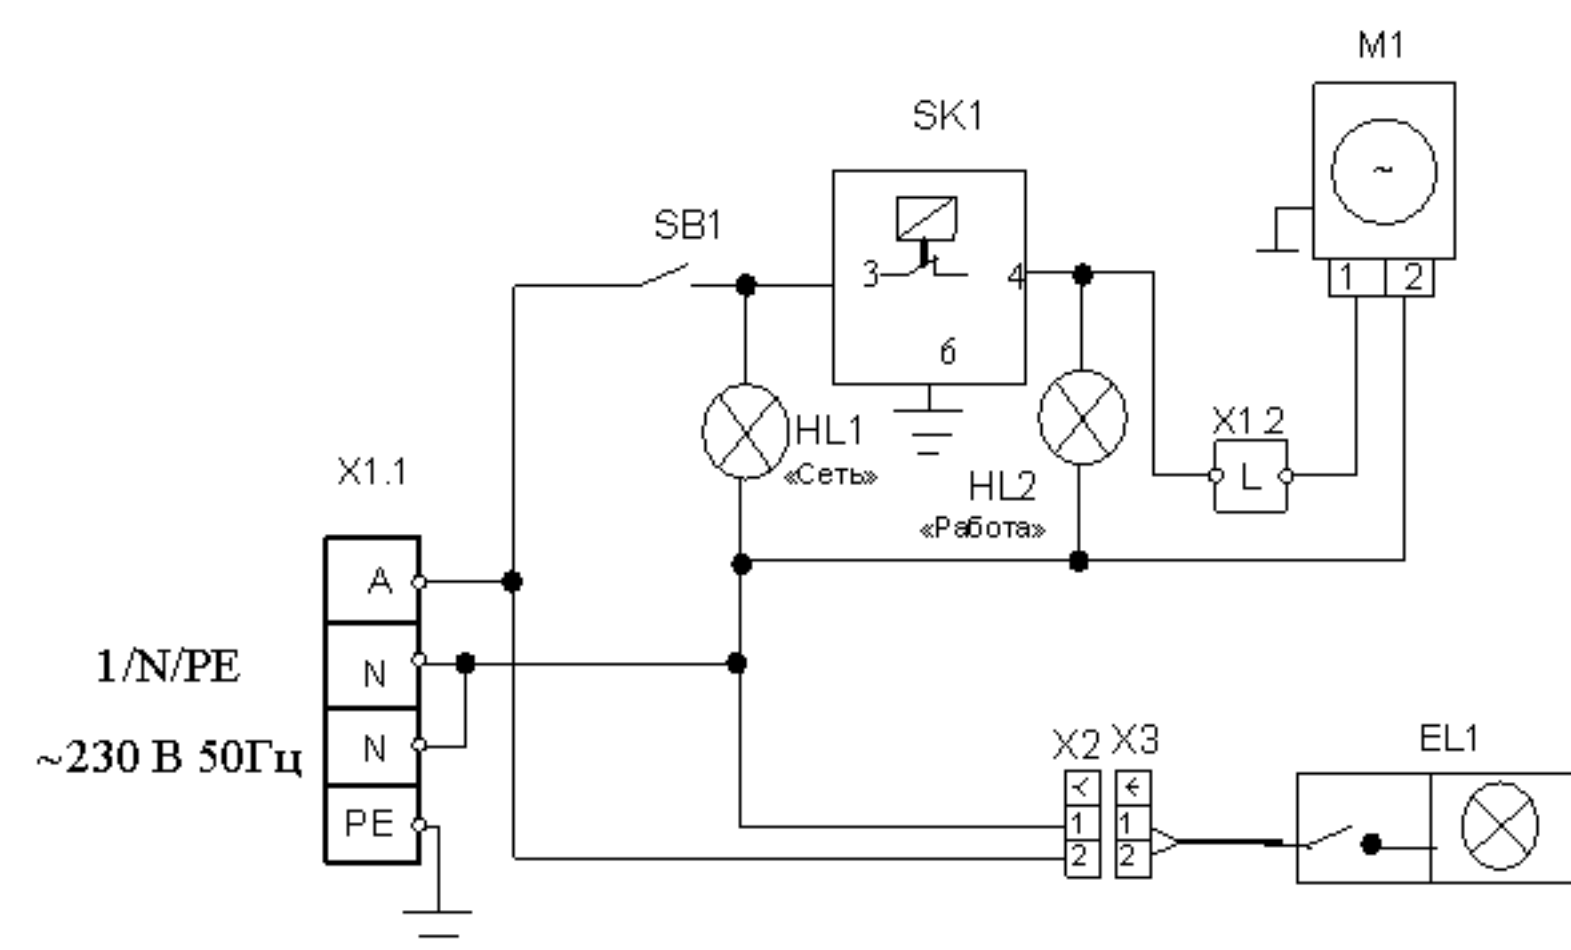 M1
SK1
SB1
3
4
6
1 2
~
HL1
«Сеть»
HL2
«Работа»
X1.2
L
X1.1
A
N
N
PE
1/N/PE
~230 В 50Гц
X2 X3
1 1
2 2
EL1